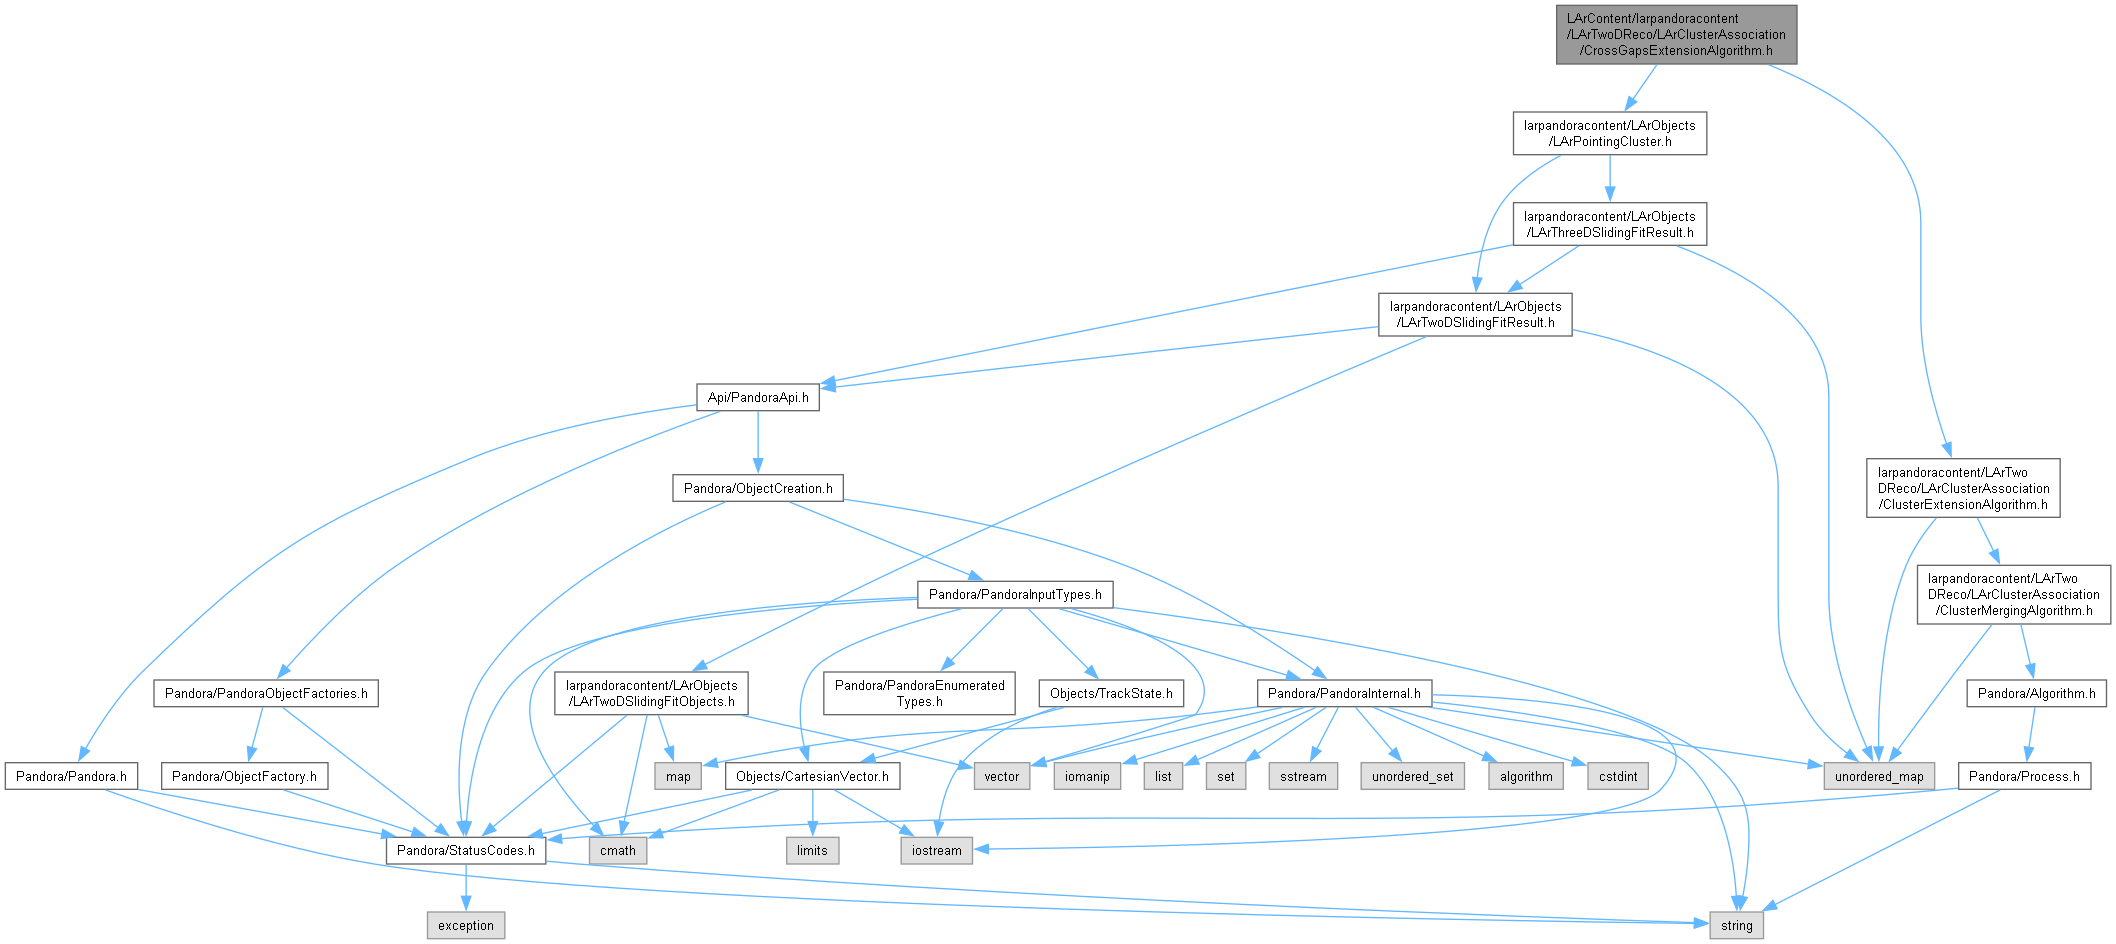 LArContent/larpandoracontent
/LArTwoDReco/LArClusterAssociation
/CrossGapsExtensionAlgorithm.h
larpandoracontent/LArObjects
/LArPointingCluster.h
larpandoracontent/LArObjects
/LArThreeDSlidingFitResult.h
larpandoracontent/LArObjects
/LArTwoDSlidingFitResult.h
Api/PandoraApi.h
Pandora/ObjectCreation.h
larpandoracontent/LArTwo
DReco/LArClusterAssociation
/ClusterExtensionAlgorithm.h
Pandora/PandoraInputTypes.h
larpandoracontent/LArTwo
DReco/LArClusterAssociation
/ClusterMergingAlgorithm.h
Pandora/PandoraObjectFactories.h
larpandoracontent/LArObjects
/LArTwoDSlidingFitObjects.h
Pandora/PandoraEnumerated
Types.h
Objects/TrackState.h
Pandora/PandoraInternal.h
Pandora/Algorithm.h
Pandora/Pandora.h
Pandora/ObjectFactory.h
map
Objects/CartesianVector.h
vector
iomanip
list
set
sstream
unordered_set
algorithm
cstdint
unordered_map
Pandora/Process.h
Pandora/StatusCodes.h
cmath
limits
iostream
exception
string